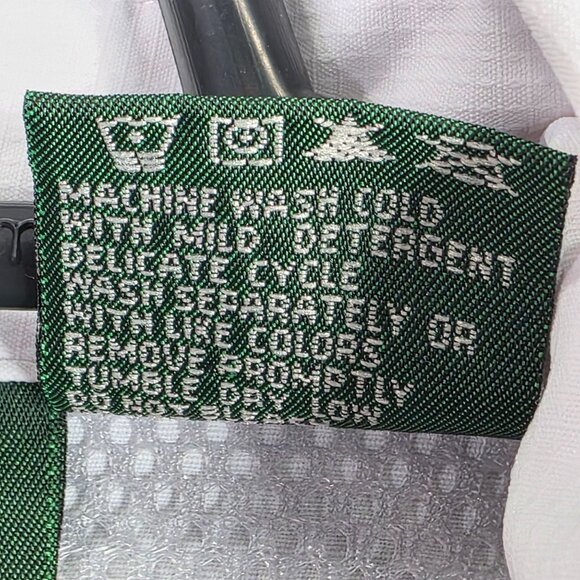 MACHINE WASH COLD
WITH MILD DETERGENT
DELICATE CYCLE
WASH SEPARATELY OR
WITH LIKE COLORS
REMOVE PROMPTLY
TUMBLE DRY LOW
DO NOT